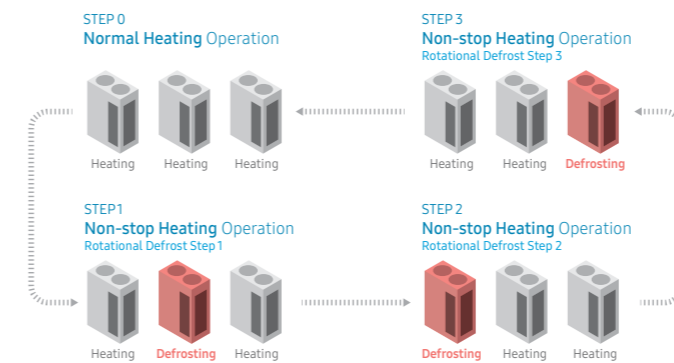 STEP 0
Normal Heating Operation
Heating Heating Heating
STEP 3
Non-stop Heating Operation
Rotational Defrost Step 3
Heating Heating Defrosting
STEP 1
Non-stop Heating Operation
Rotational Defrost Step 1
Heating Defrosting Heating
STEP 2
Non-stop Heating Operation
Rotational Defrost Step 2
Defrosting Heating Heating